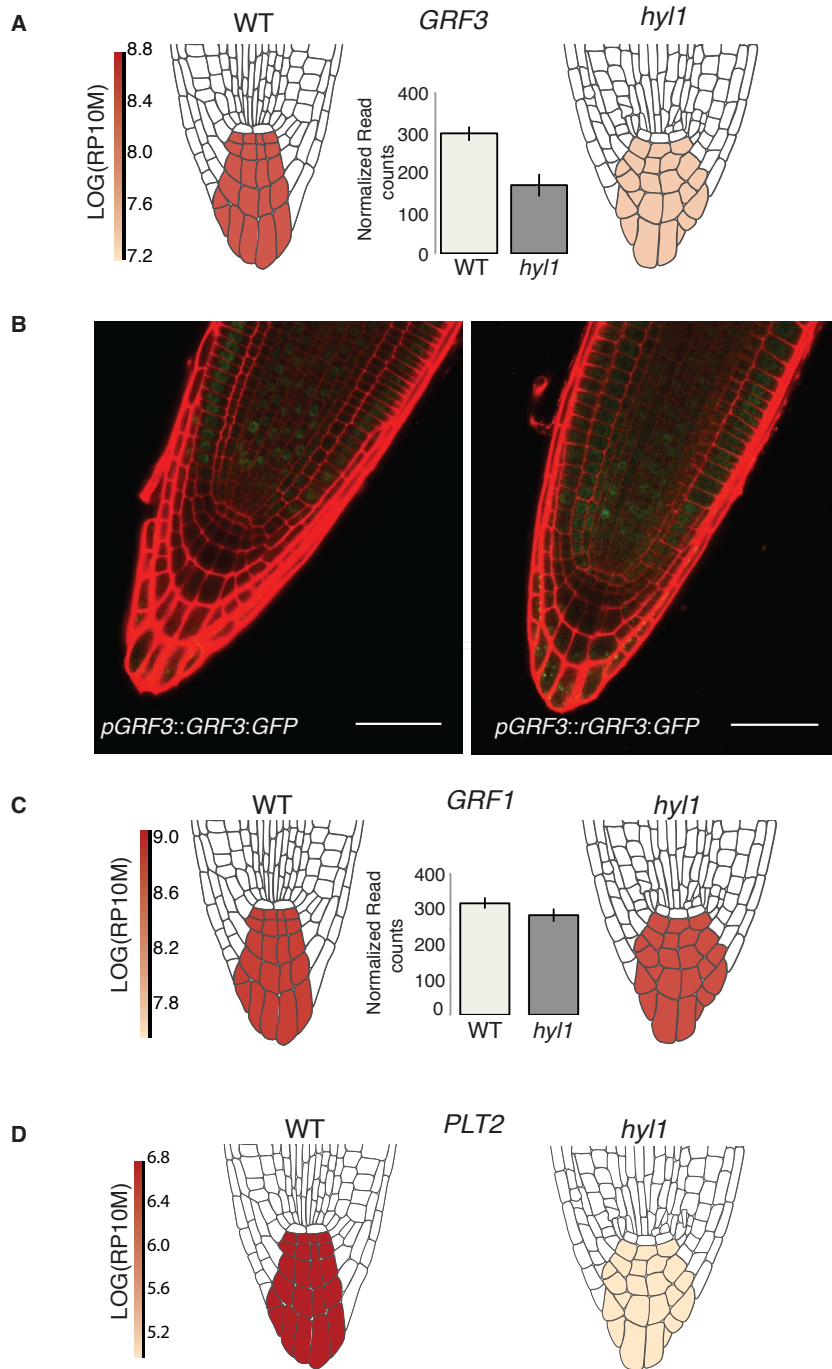 A
WT
GRF3
hyl1
LOG(RP10M)
8.8
8.4
8.0
7.6
7.2
Normalized Read
counts
400
300
200
100
0
WT
hyl1
B
pGRF3::GRF3:GFP
pGRF3::rGRF3:GFP
C
WT
GRF1
hyl1
LOG(RP10M)
9.0
8.6
8.2
7.8
Normalized Read
counts
400
300
200
100
0
WT
hyl1
D
WT
PLT2
hyl1
LOG(RP10M)
6.8
6.4
6.0
5.6
5.2